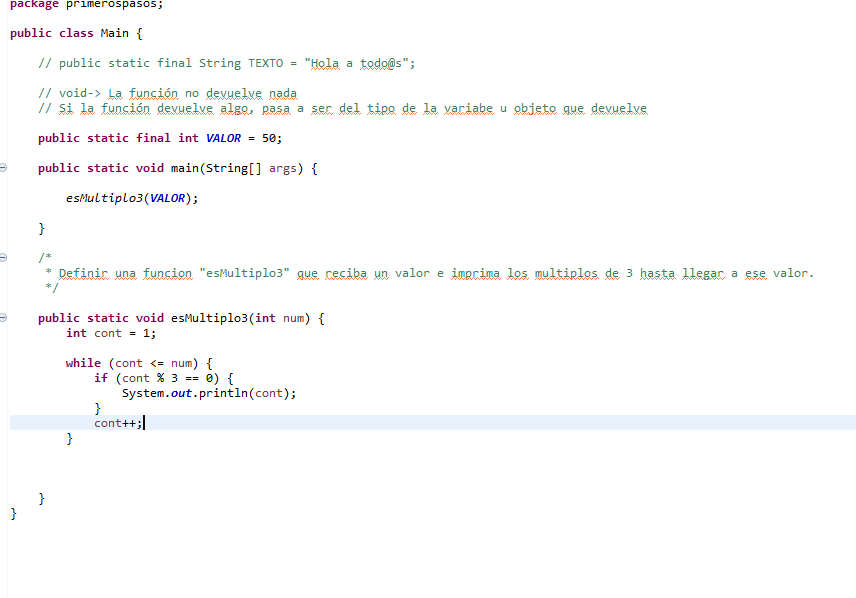 package primerospasos;
public class Main {
// public static final String TEXTO = "Hola a todo@s";
// void-> La función no devuelve nada
// Si la función devuelve algo, pasa a ser del tipo de la variabe u objeto que devuelve
public static final int VALOR = 50;
public static void main(String[] args) {
esMultiplo3(VALOR);
}
/*
* Definir una funcion "esMultiplo3" que reciba un valor e imprima los multiplos de 3 hasta llegar a ese valor.
*/
public static void esMultiplo3(int num) {
int cont = 1;
while (cont <= num) {
if (cont % 3 == 0) {
System.out.println(cont);
}
cont++;
}
}
}